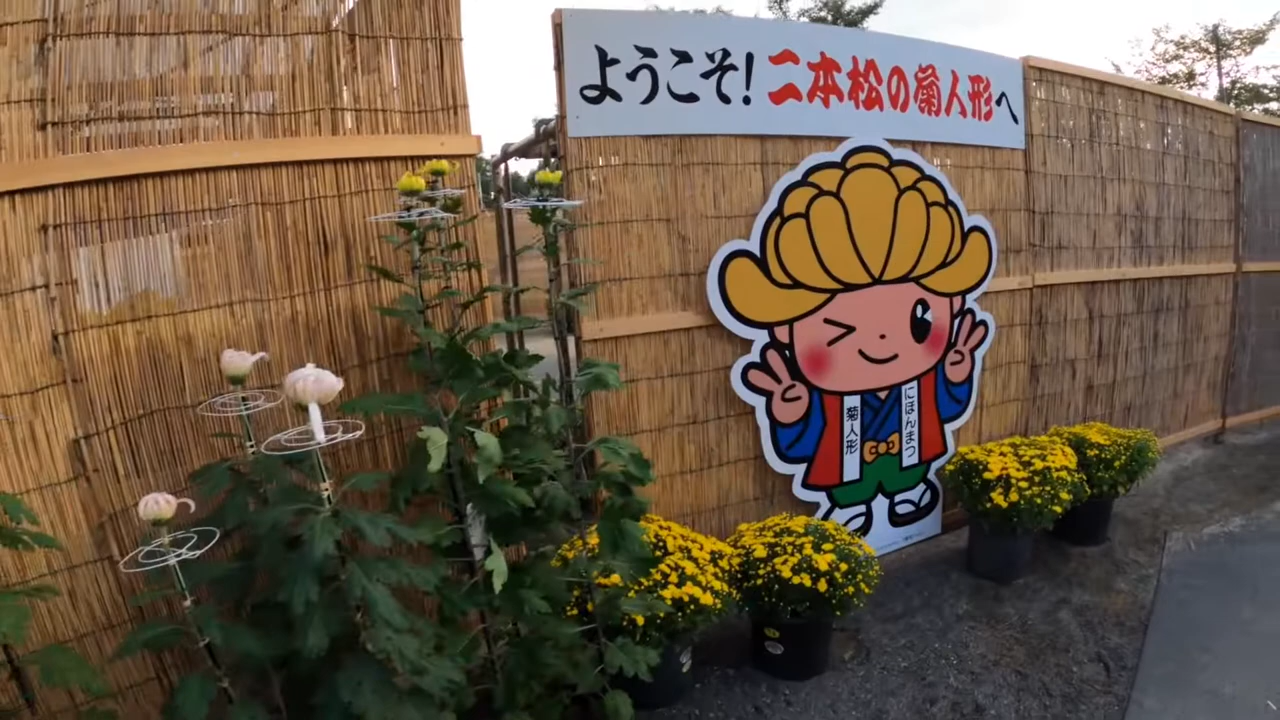 ようこそ！二本松の菊人形へ
菊人形
にほんまつ